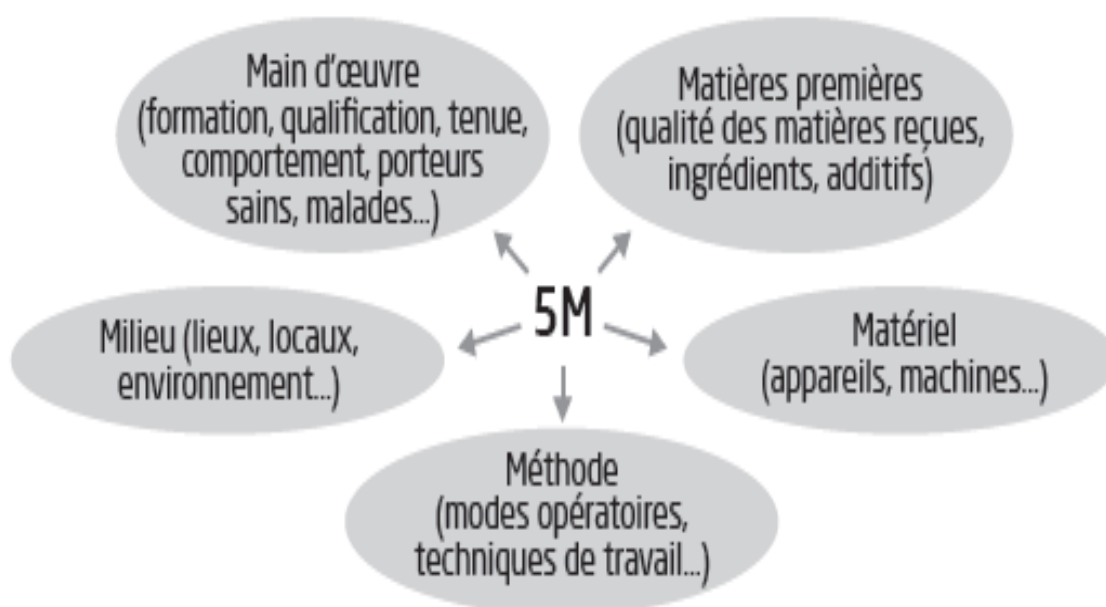 Main d'œuvre
(formation, qualification, tenue,
comportement, porteurs
sains, malades...)
Matières premières
(qualité des matières reçues,
ingrédients, additifs)
5M
Milieu (lieux, locaux,
environnement...)
Matériel
(appareils, machines...)
Méthode
(modes opératoires,
techniques de travail...)